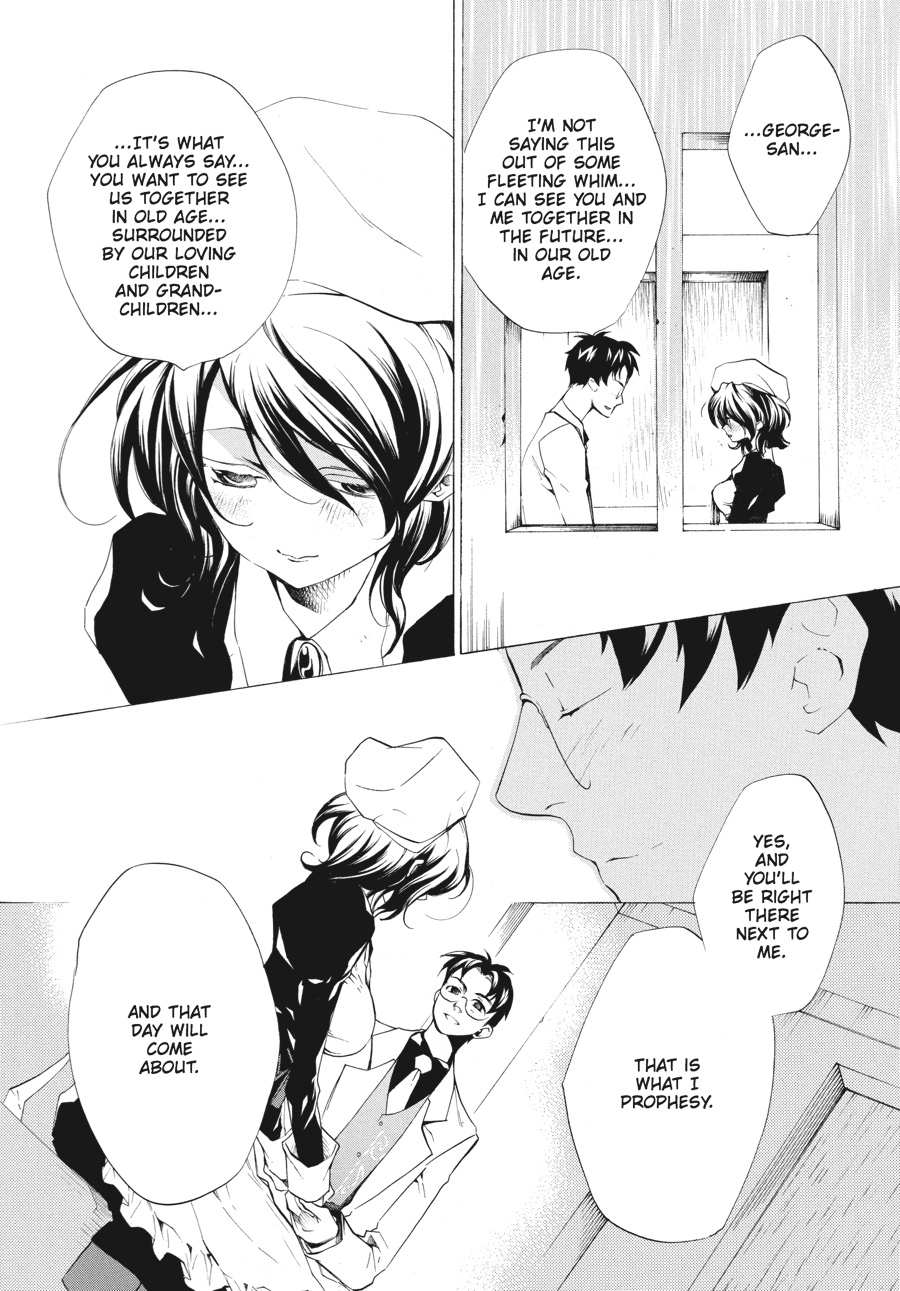 ...GEORGE-
SAN...
I'M NOT
SAYING THIS
OUT OF SOME
FLEETING WHIM...
I CAN SEE YOU AND
ME TOGETHER IN
THE FUTURE...
IN OUR OLD
AGE.
...IT'S WHAT
YOU ALWAYS SAY...
YOU WANT TO SEE
US TOGETHER
IN OLD AGE...
SURROUNDED
BY OUR LOVING
CHILDREN
AND GRAND-
CHILDREN...
YES,
AND
YOU'LL
BE RIGHT
THERE
NEXT TO
ME.
THAT IS
WHAT I
PROPHESY.
AND THAT
DAY WILL
COME
ABOUT.